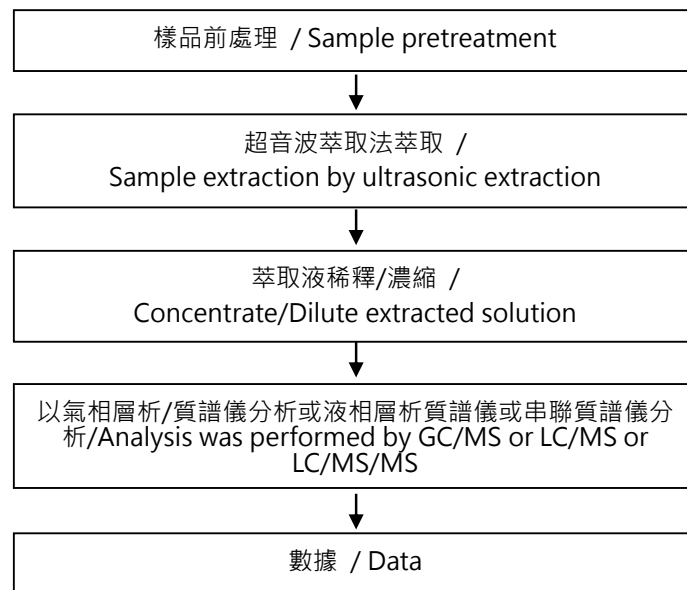 樣品前處理 / Sample pretreatment
超音波萃取法萃取 /
Sample extraction by ultrasonic extraction
萃取液稀釋/濃縮 /
Concentrate/Dilute extracted solution
以氣相層析/質譜儀分析或液相層析質譜儀或串聯質譜儀分
析/Analysis was performed by GC/MS or LC/MS or
LC/MS/MS
數據 / Data